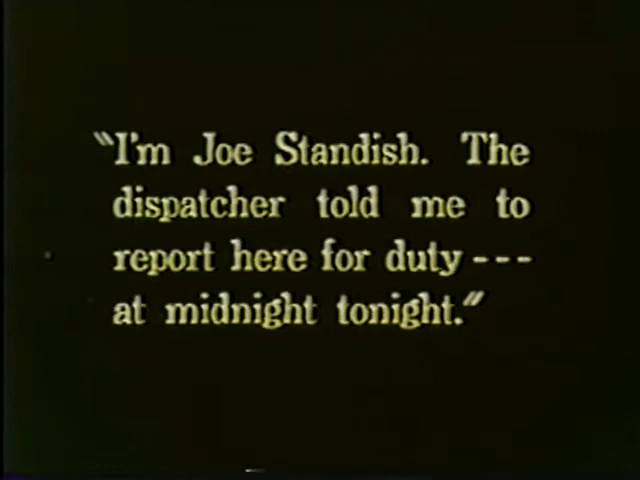 "I'm Joe Standish. The
dispatcher told me to
report here for duty ---
at midnight tonight."